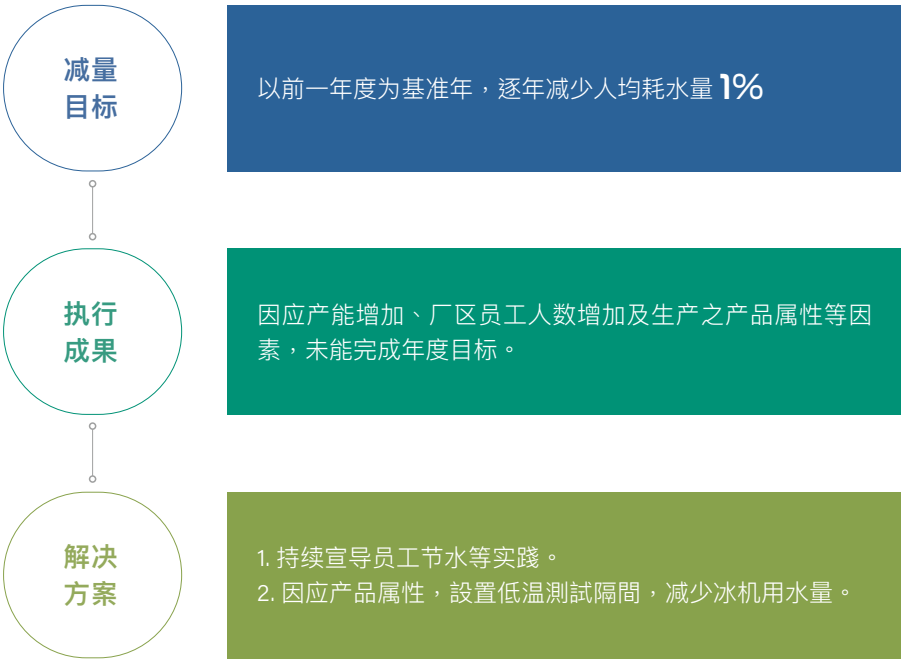 减量
目标
以前一年度为基准年，逐年减少人均耗水量 1%
执行
成果
因应产能增加、厂区员工人数增加及生产之产品属性等因
素，未能完成年度目标。
解决
方案
1. 持续宣导员工节水等实踐。
2. 因应产品属性，設置低温測試隔間，减少冰机用水量。